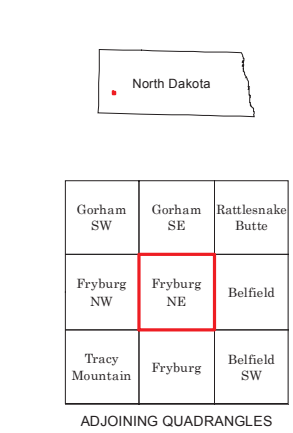 North Dakota
Gorham SW
Gorham SE
Rattlesnake Butte
Fryburg NW
Fryburg NE
Belfield
Tracy Mountain
Fryburg
Belfield SW
ADJOINING QUADRANGLES